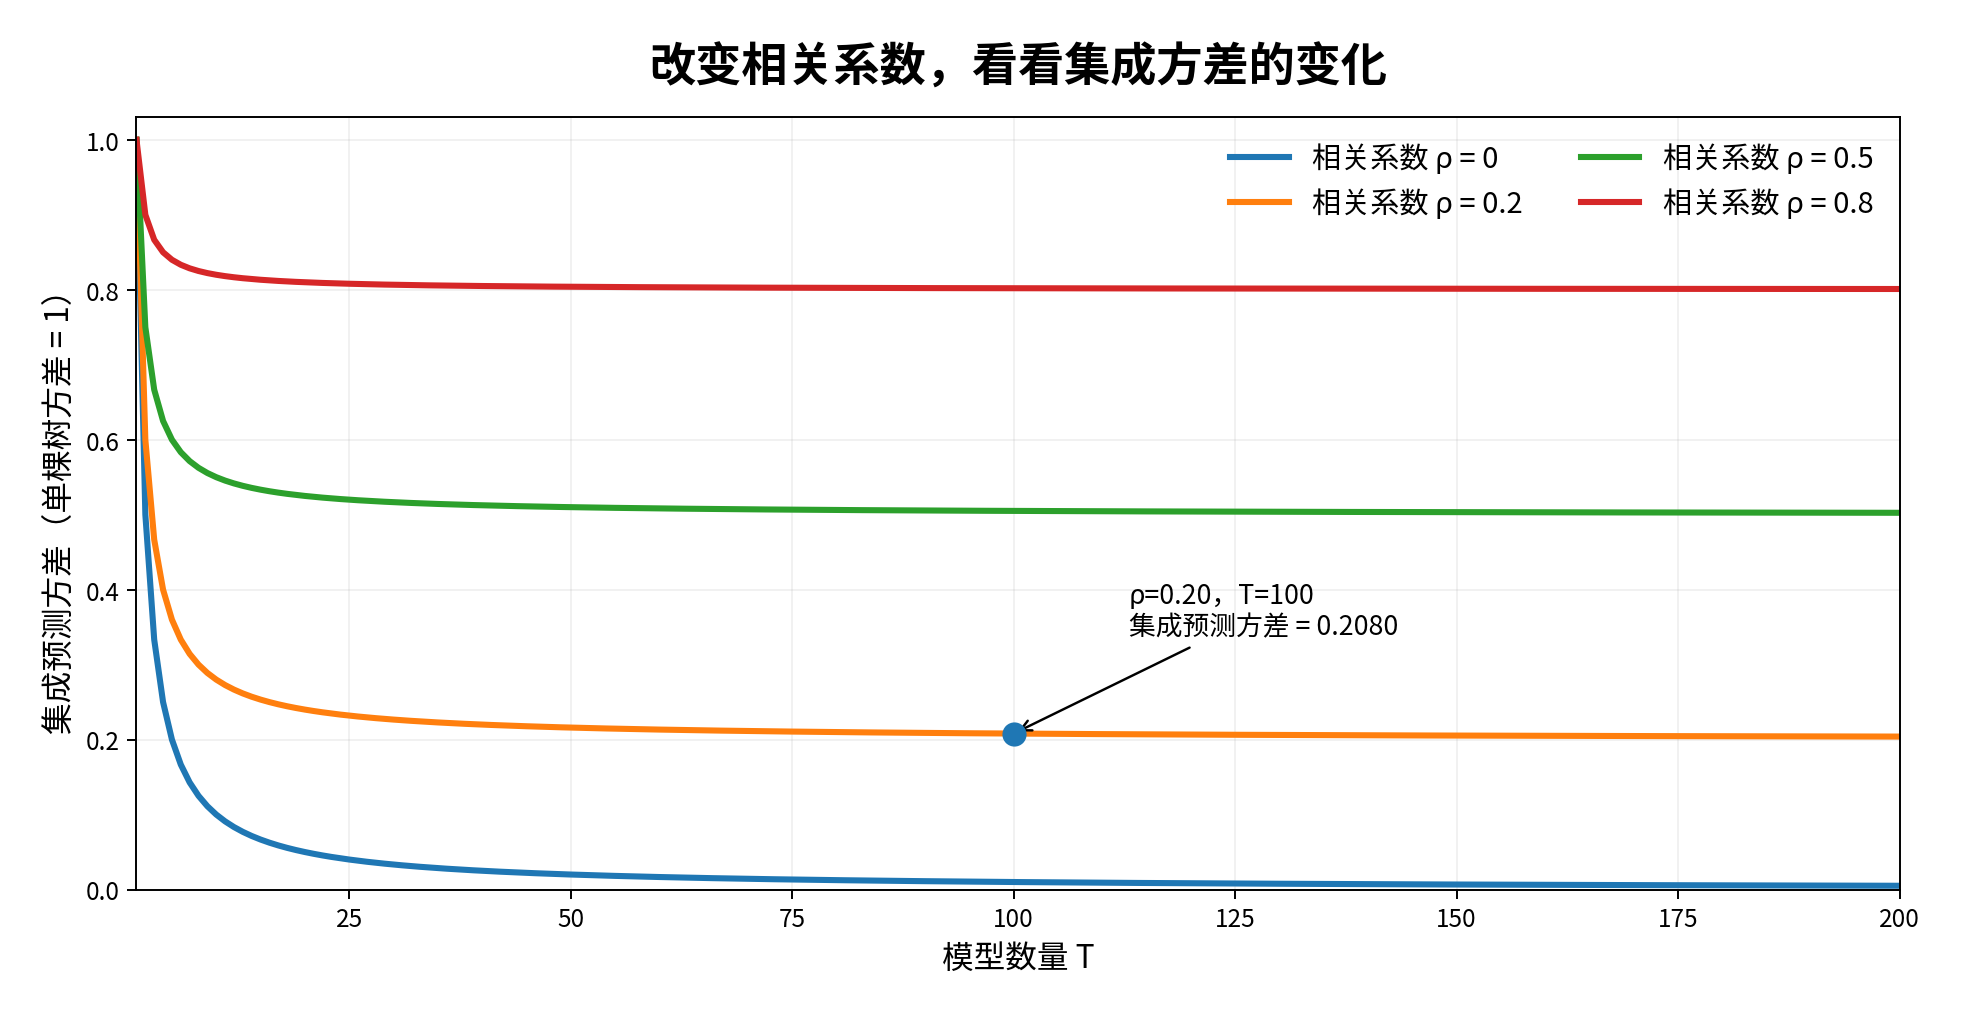 改变相关系数，看看集成方差的变化
集成预测方差（单棵树方差 = 1）
1.0
0.8
0.6
0.4
0.2
0.0
相关系数 ρ = 0
相关系数 ρ = 0.2
相关系数 ρ = 0.5
相关系数 ρ = 0.8
ρ=0.20，T=100
集成预测方差 = 0.2080
25 50 75 100 125 150 175 200
模型数量 T